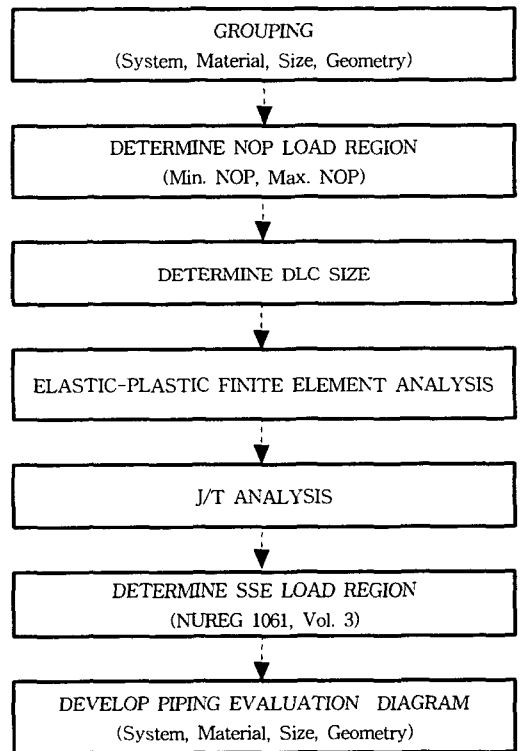 GROUPING
(System, Material, Size, Geometry)
DETERMINE NOP LOAD REGION
(Min. NOP, Max. NOP)
DETERMINE DLC SIZE
ELASTIC-PLASTIC FINITE ELEMENT ANALYSIS
J/T ANALYSIS
DETERMINE SSE LOAD REGION
(NUREG 1061, Vol. 3)
DEVELOP PIPING EVALUATION DIAGRAM
(System, Material, Size, Geometry)